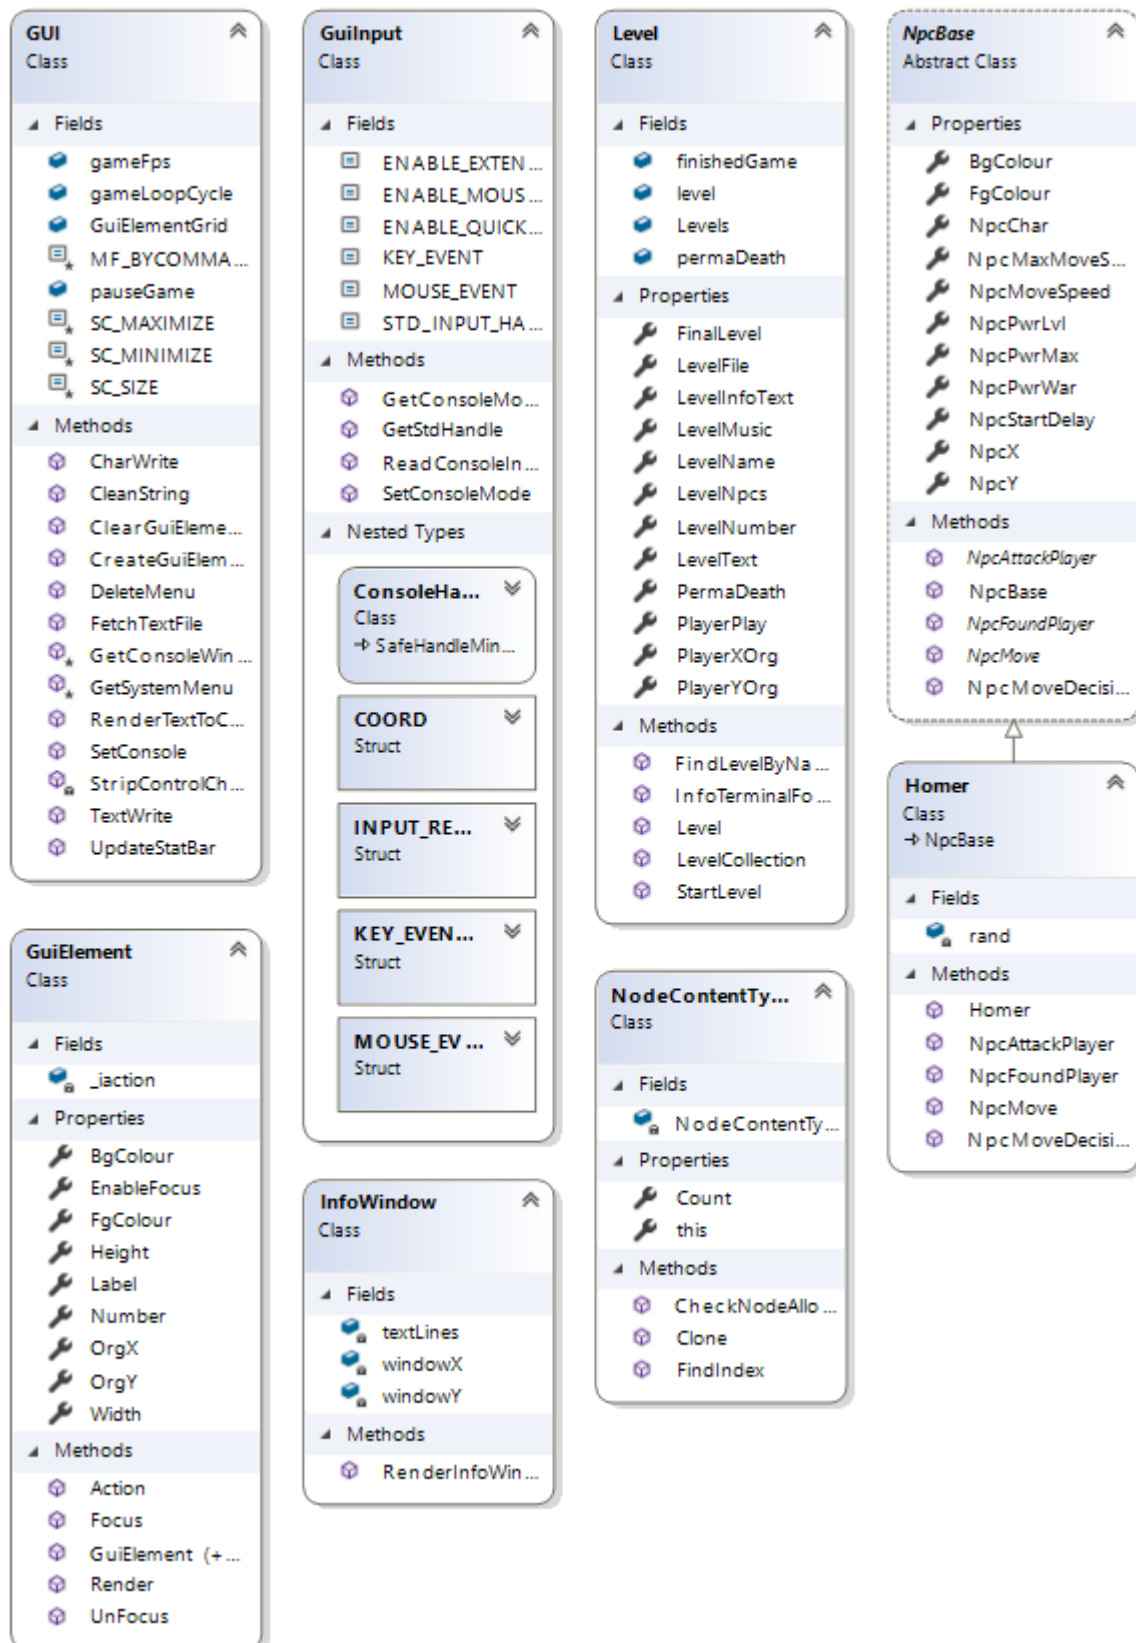 GUI
Class
Fields
gameFps
gameLoopCycle
GuiElementGrid
MF_BYCOMMA...
pauseGame
SC_MAXIMIZE
SC_MINIMIZE
SC_SIZE
Methods
CharWrite
CleanString
ClearGuiEleme...
CreateGuiElem...
DeleteMenu
FetchTextFile
GetConsoleWin...
GetSystemMenu
RenderTextToC...
SetConsole
StripControlCh...
TextWrite
UpdateStatBar
GuiElement
Class
Fields
_iaction
Properties
BgColour
EnableFocus
FgColour
Height
Label
Number
OrgX
OrgY
Width
Methods
Action
Focus
GuiElement (+...
Render
UnFocus
GuiInput
Class
Fields
ENABLE_EXTEN...
ENABLE_MOUS...
ENABLE_QUICK...
KEY_EVENT
MOUSE_EVENT
STD_INPUT_HA...
Methods
GetConsoleMo...
GetStdHandle
ReadConsoleIn...
SetConsoleMode
Nested Types
ConsoleHa...
Class
SafeHandleMin...
COORD
Struct
INPUT_RE...
Struct
KEY_EVEN...
Struct
MOUSE_EV...
Struct
InfoWindow
Class
Fields
textLines
windowX
windowY
Methods
RenderInfoWin...
Level
Class
Fields
finishedGame
level
Levels
permaDeath
Properties
FinalLevel
LevelFile
LevelInfoText
LevelMusic
LevelName
LevelNpcs
LevelNumber
LevelText
PermaDeath
PlayerPlay
PlayerXOrg
PlayerYOrg
Methods
FindLevelByNa...
InfoTerminalFo...
Level
LevelCollection
StartLevel
NodeContentTy...
Class
Fields
NodeContentTy...
Properties
Count
this
Methods
CheckNodeAllo...
Clone
FindIndex
NpcBase
Abstract Class
Properties
BgColour
FgColour
NpcChar
NpcMaxMoveS...
NpcMoveSpeed
NpcPwrLvl
NpcPwrMax
NpcPwrWar
NpcStartDelay
NpcX
NpcY
Methods
NpcAttackPlayer
NpcBase
NpcFoundPlayer
NpcMove
NpcMoveDecisi...
Homer
Class
NpcBase
Fields
rand
Methods
Homer
NpcAttackPlayer
NpcFoundPlayer
NpcMove
NpcMoveDecisi...